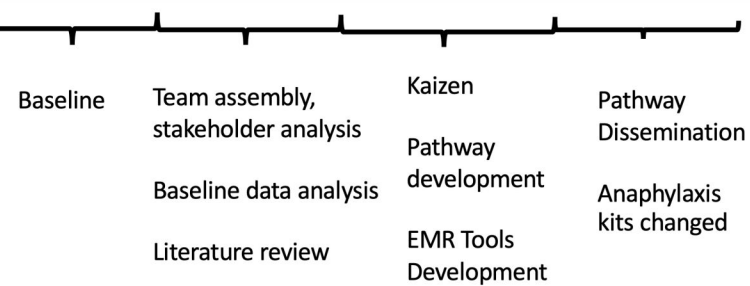 Baseline
Team assembly,
stakeholder analysis
Baseline data analysis
Literature review
Kaizen
Pathway
development
EMR Tools
Development
Pathway
Dissemination
Anaphylaxis
kits changed